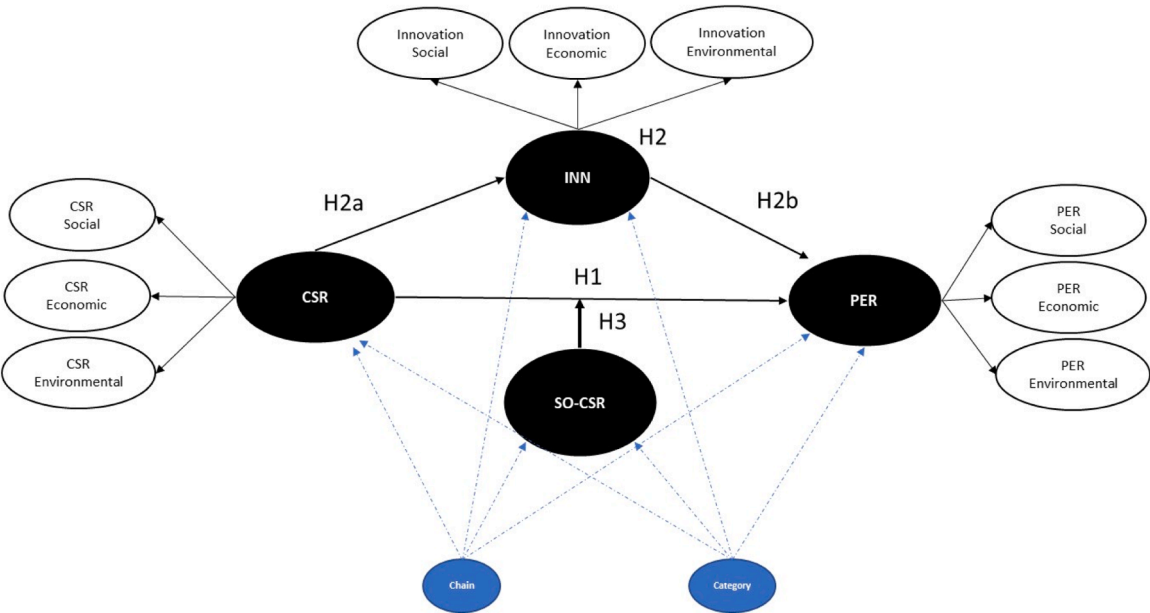 Innovation
Social
Innovation
Economic
Innovation
Environmental
H2
INN
H2a
H2b
CSR
Social
CSR
Economic
CSR
Environmental
CSR
H1
PER
PER
Social
PER
Economic
PER
Environmental
H3
SO-CSR
Chain
Category